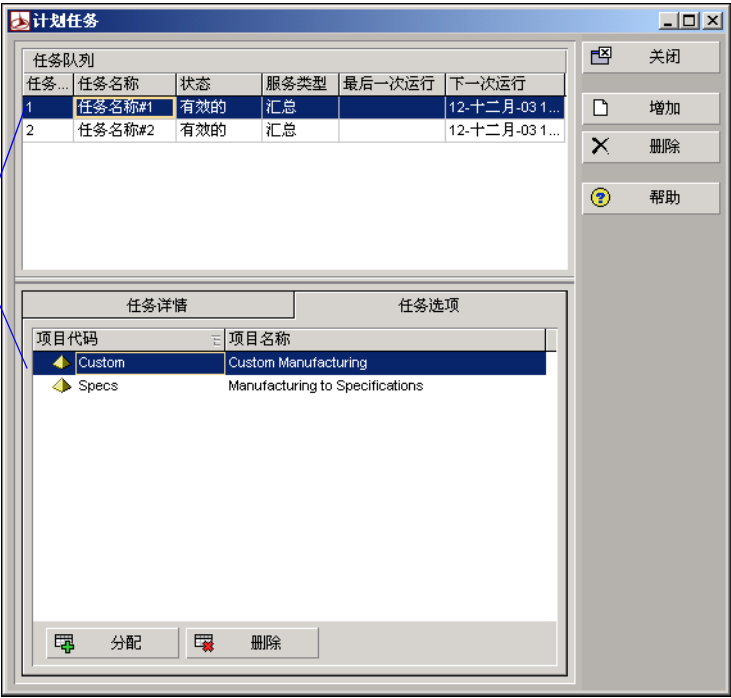 计划任务
任务队列
任务... 任务名称 状态 服务类型 最后一次运行 下一次运行
1 任务名称#1 有效的 汇总 12-十二月-03 1...
2 任务名称#2 有效的 汇总 12-十二月-03 1...
关闭
增加
删除
帮助
任务详情 任务选项
项目代码 项目名称
Custom Custom Manufacturing
Specs Manufacturing to Specifications
分配 删除